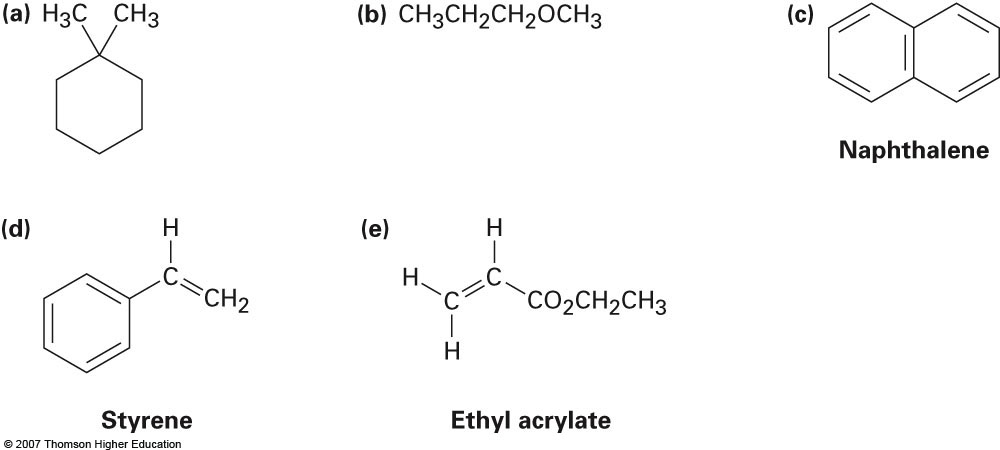 (a) H₃C CH₃
(b) CH₃CH₂CH₂OCH₃
(c)
Naphthalene
(d) H
C
CH₂
Styrene
(e) H
H C
C CO₂CH₂CH₃
H
Ethyl acrylate
© 2007 Thomson Higher Education